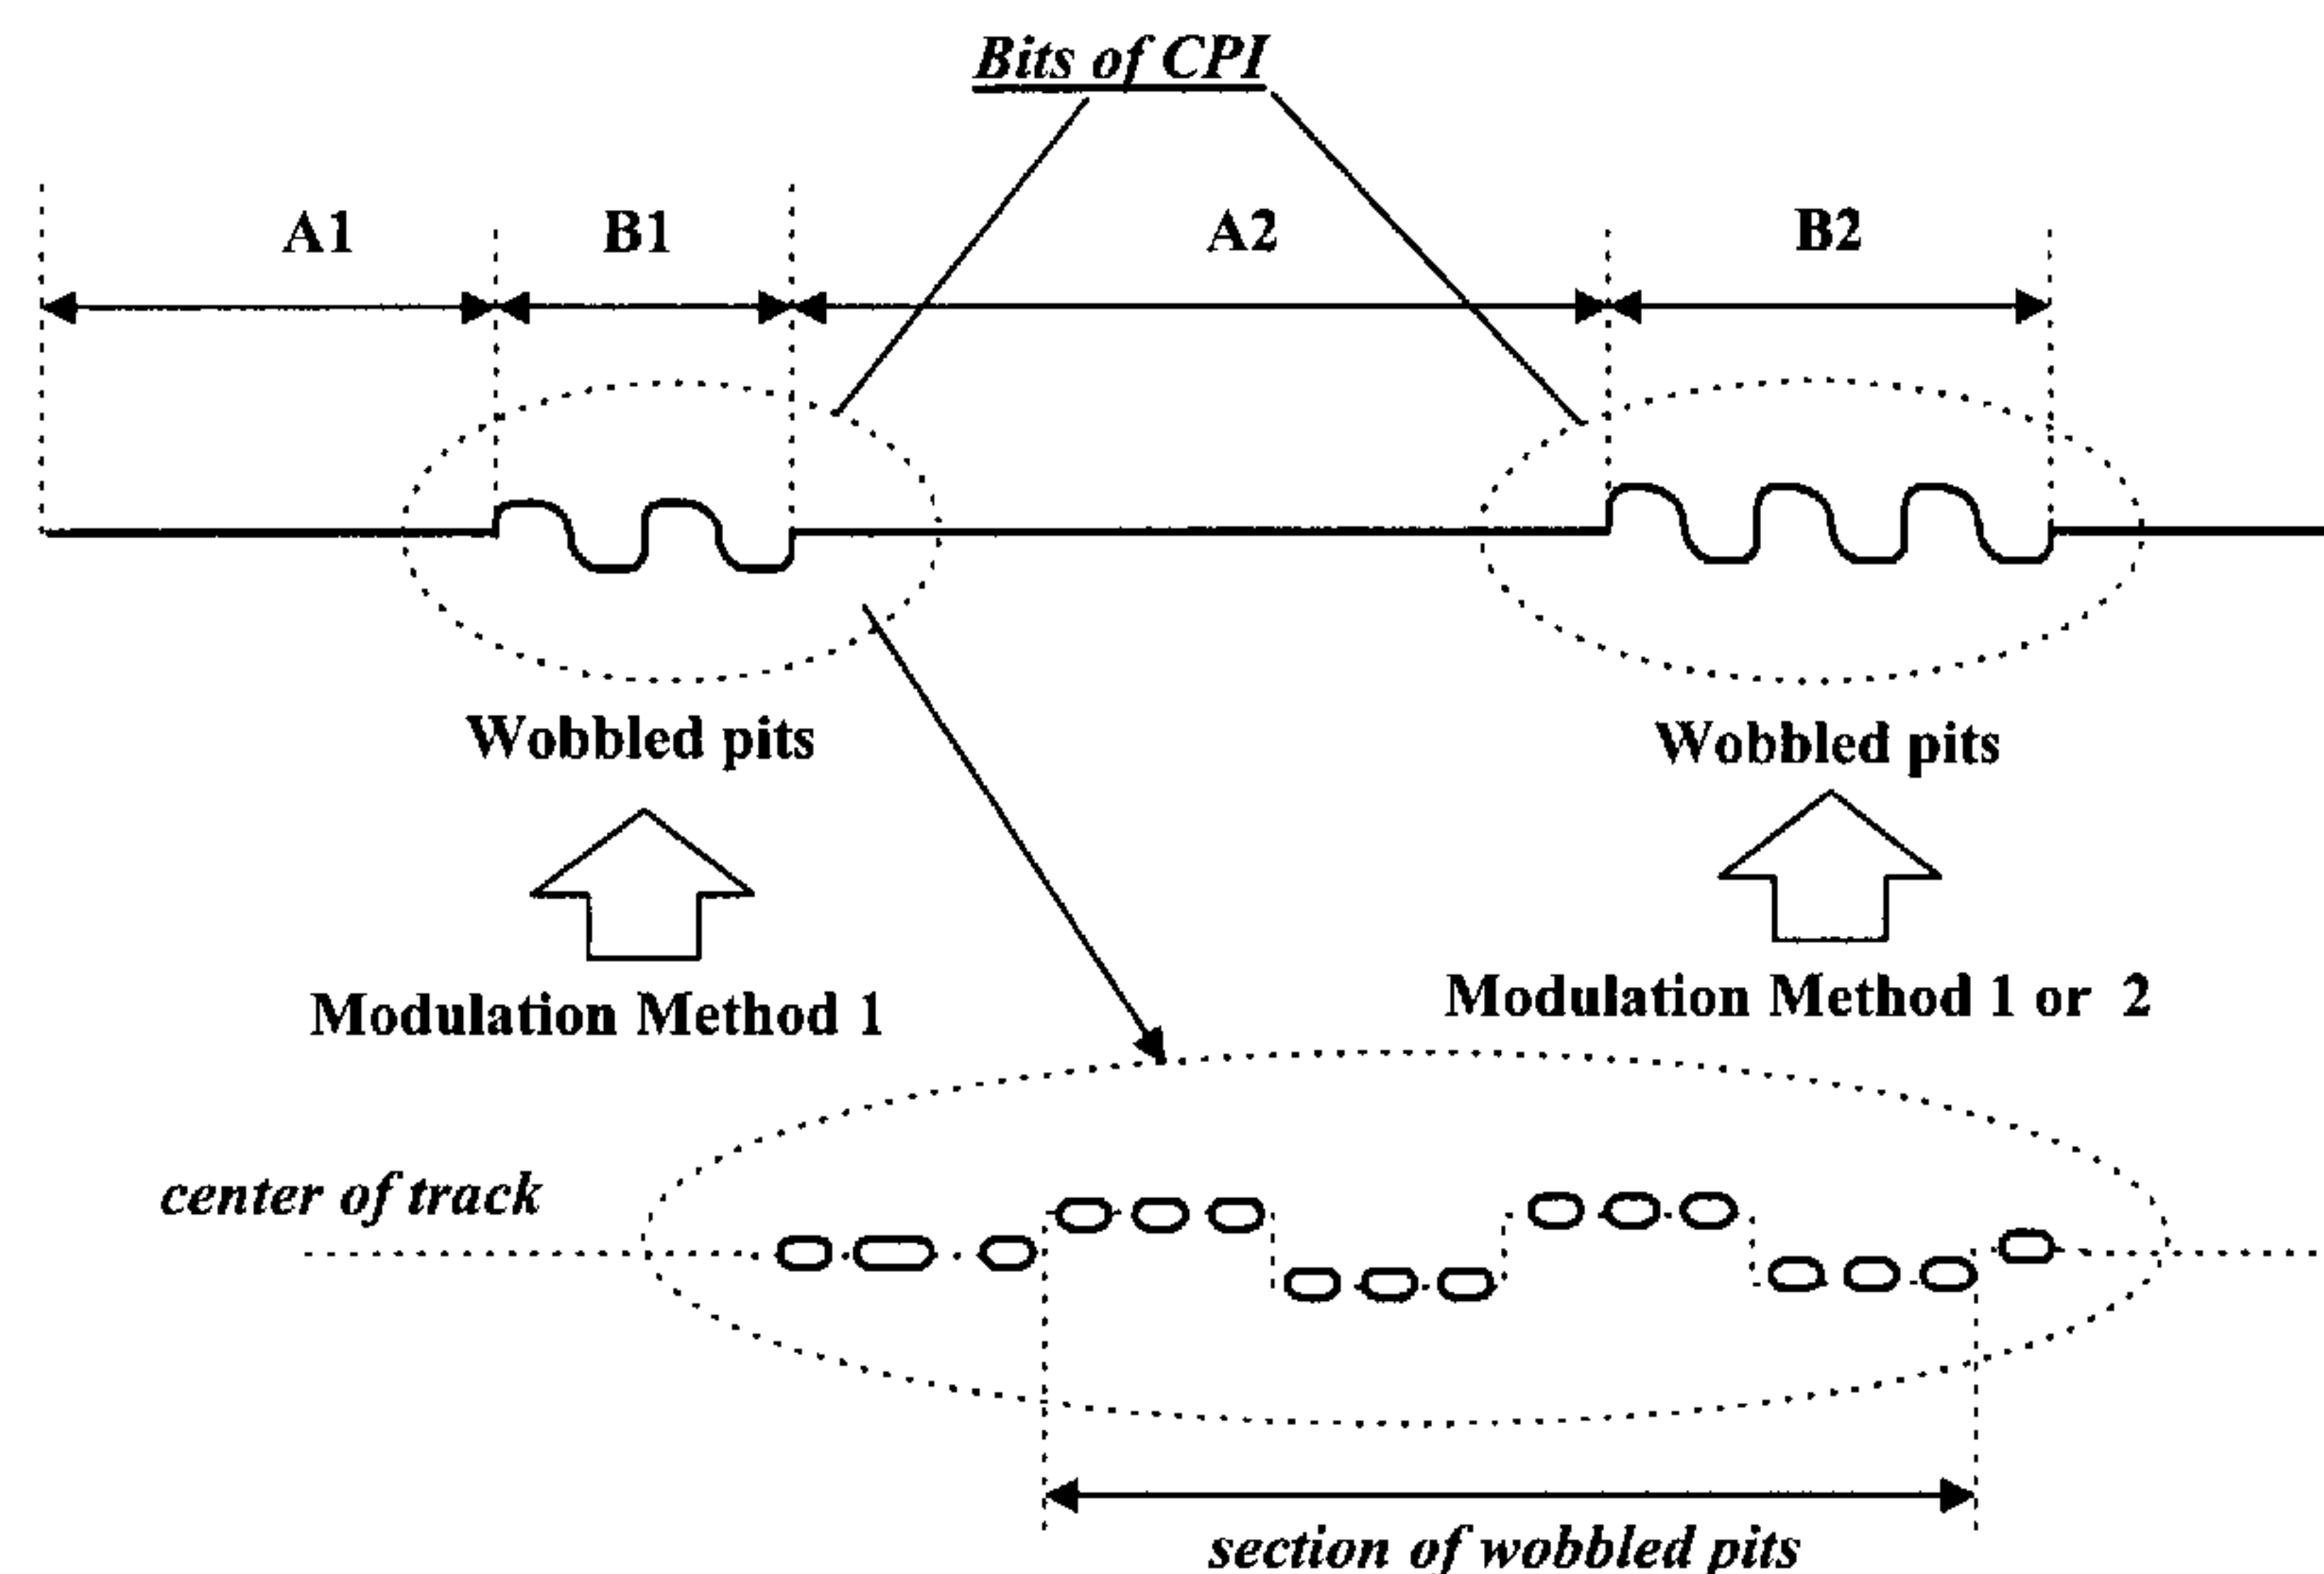 Bits of CPI
A1 B1 A2 B2
Wobbled pits Wobbled pits
Modulation Method 1 Modulation Method 1 or 2
center of track
section of wobbled pits